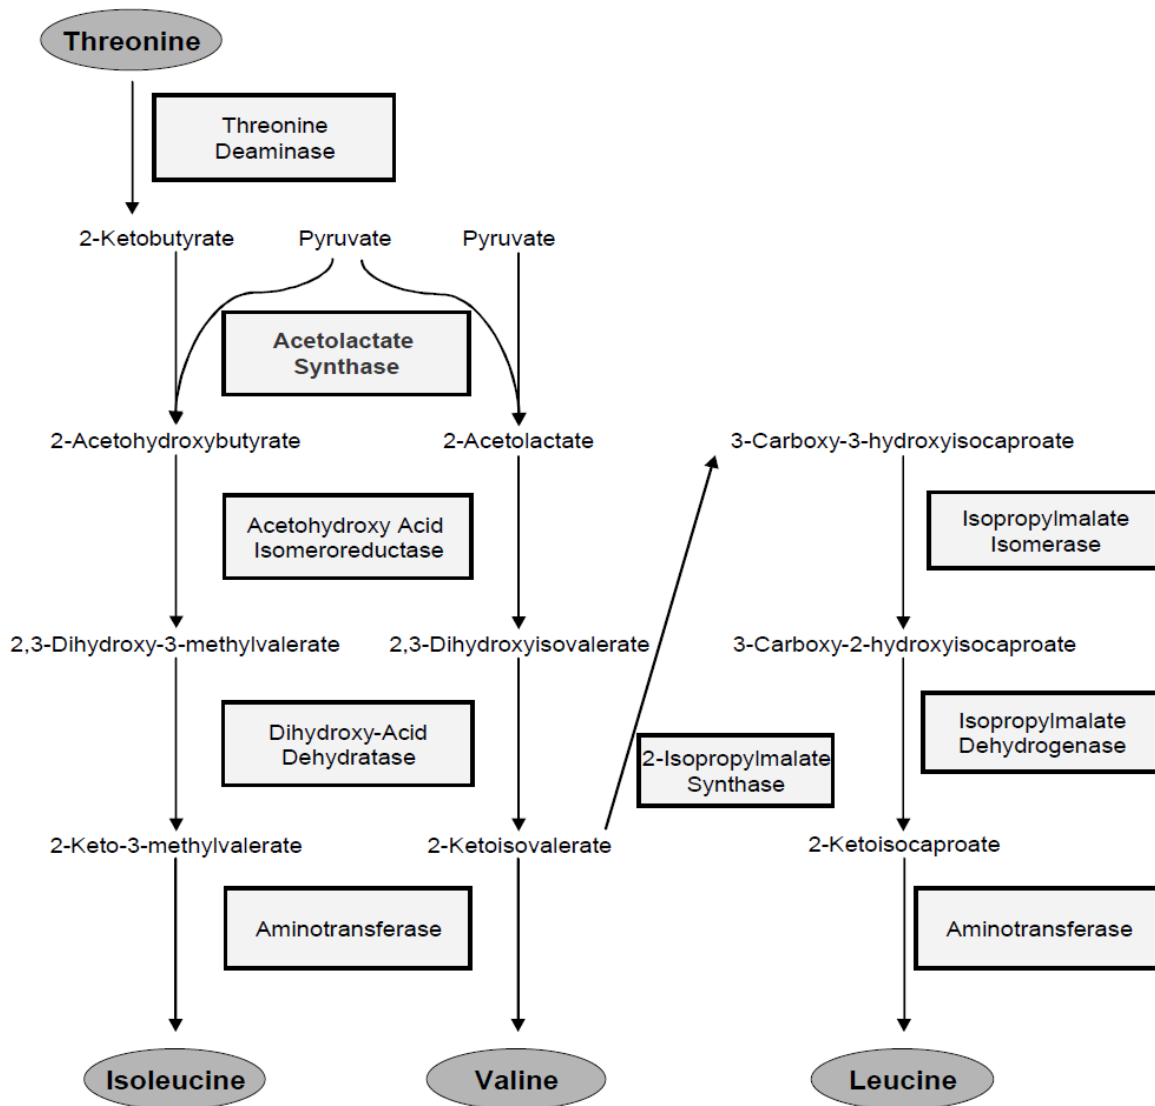 Threonine
Threonine
Deaminase
2-Ketobutyrate
Pyruvate
Pyruvate
Acetolactate
Synthase
2-Acetohydroxybutyrate
2-Acetolactate
3-Carboxy-3-hydroxyisocaproate
Acetohydroxy Acid
Isomeroreductase
Isopropylmalate
Isomerase
2,3-Dihydroxy-3-methylvalerate
2,3-Dihydroxyisovalerate
3-Carboxy-2-hydroxyisocaproate
Dihydroxy-Acid
Dehydratase
2-Isopropylmalate
Synthase
Isopropylmalate
Dehydrogenase
2-Keto-3-methylvalerate
2-Ketoisovalerate
2-Ketoisocaproate
Aminotransferase
Aminotransferase
Isoleucine
Valine
Leucine